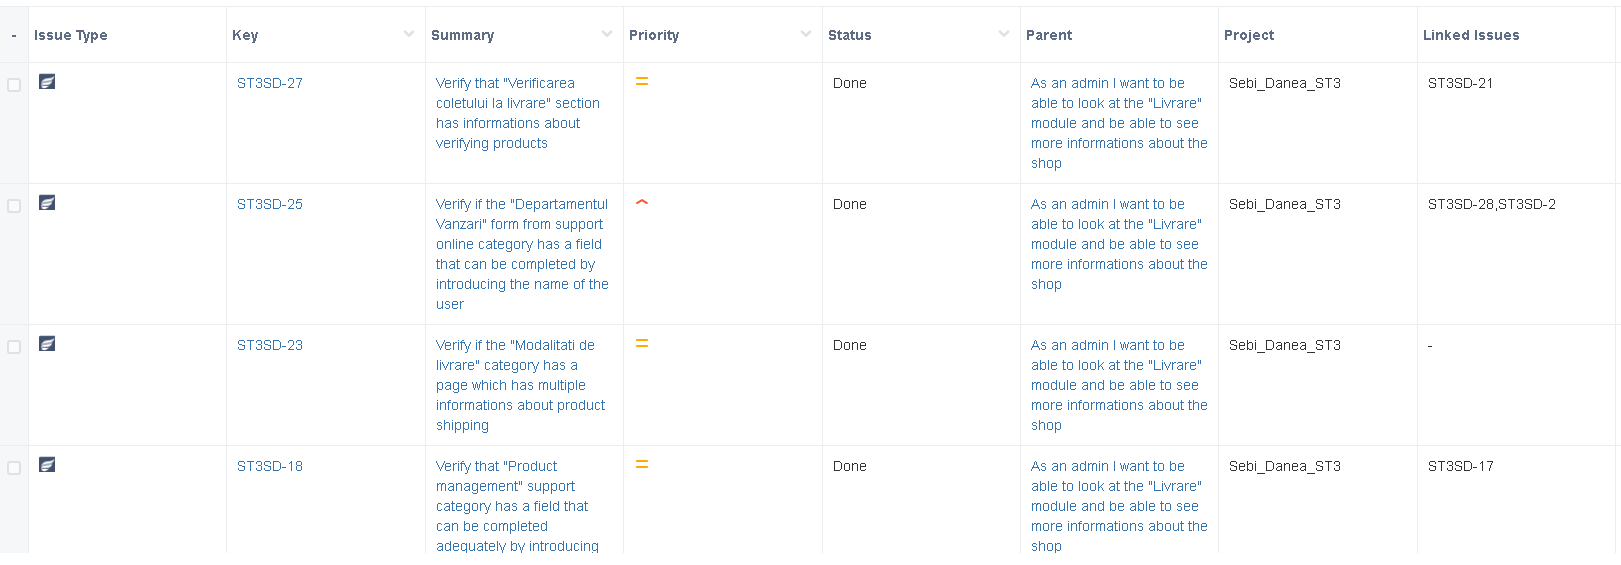 - Issue Type Key Summary Priority Status Parent Project Linked Issues
ST3SD-27 Verify that "Verificarea Done As an admin I want to be Sebi_Danea_ST3 ST3SD-21
coletului la livrare" section able to look at the "Livrare"
has informations about module and be able to see
verifying products more informations about the
shop
ST3SD-25 Verify if the "Departamentul Done As an admin I want to be Sebi_Danea_ST3 ST3SD-28,ST3SD-2
Vanzari" form from support able to look at the "Livrare"
online category has a field module and be able to see
that can be completed by more informations about the
introducing the name of the shop
user
ST3SD-23 Verify if the "Modalitati de Done As an admin I want to be Sebi_Danea_ST3 -
livrare" category has a able to look at the "Livrare"
page which has multiple module and be able to see
informations about product more informations about the
shipping shop
ST3SD-18 Verify that "Product Done As an admin I want to be Sebi_Danea_ST3 ST3SD-17
management" support able to look at the "Livrare"
category has a field that module and be able to see
can be completed more informations about the
adequately by introducing shop